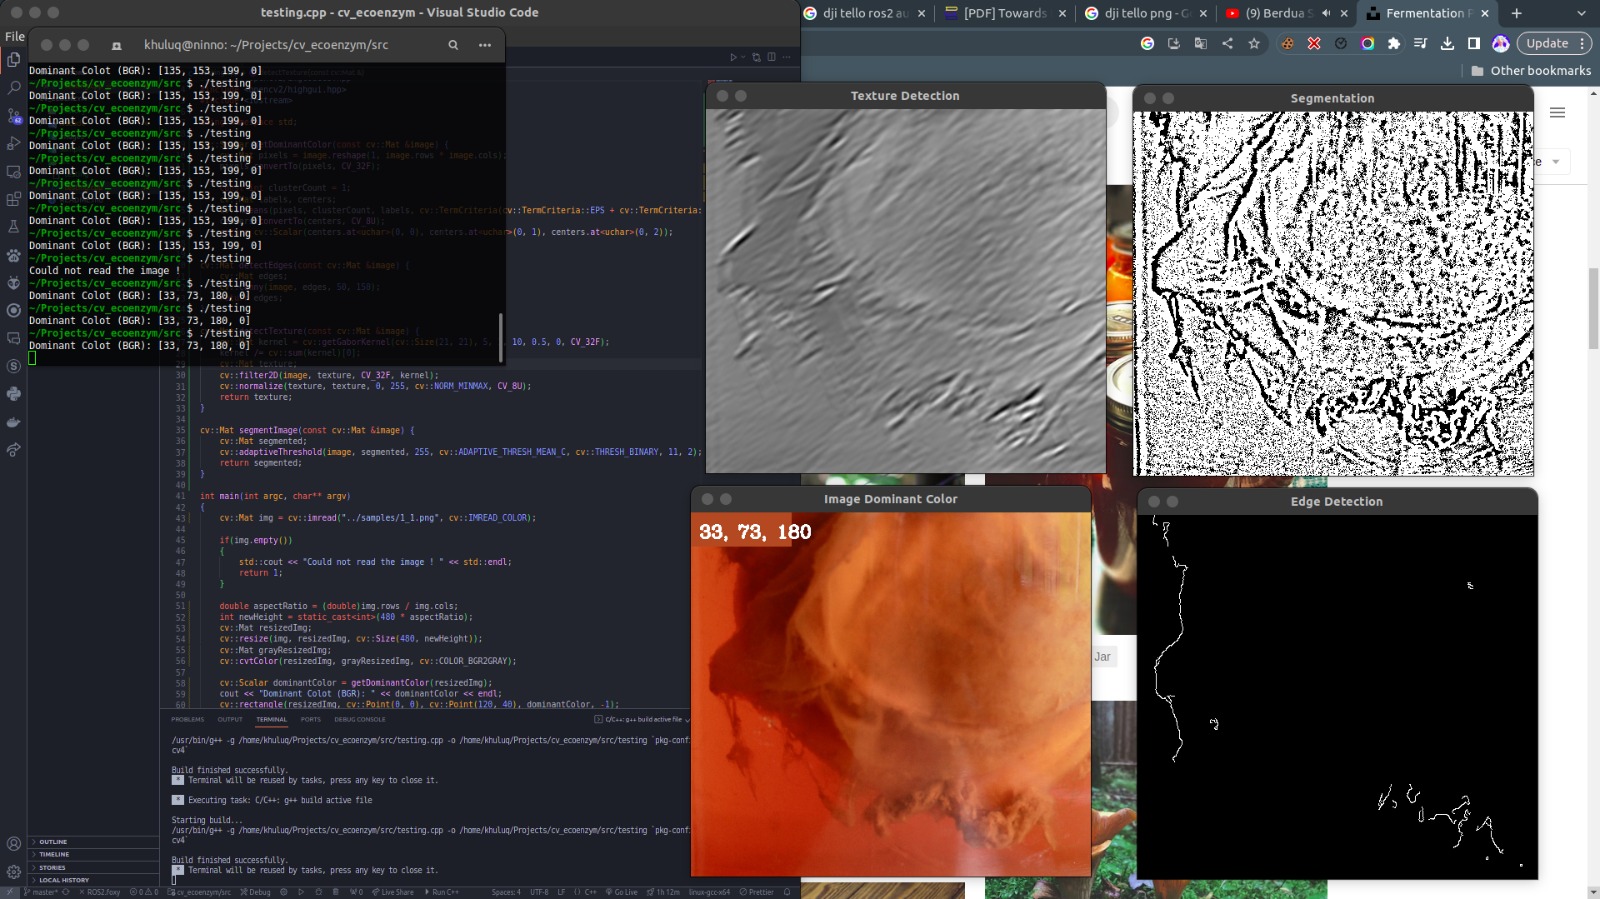 testing.cpp - cv_ecoenzym - Visual Studio Code
File
khuluq@ninno: ~/Projects/cv_ecoenzym/src
Dominant Colot (BGR): [135, 153, 199, 0]
~/Projects/cv_ecoenzym/src $ ./testing
Dominant Colot (BGR): [135, 153, 199, 0]
~/Projects/cv_ecoenzym/src $ ./testing
Dominant Colot (BGR): [135, 153, 199, 0]
~/Projects/cv_ecoenzym/src $ ./testing
Dominant Colot (BGR): [135, 153, 199, 0]
~/Projects/cv_ecoenzym/src $ ./testing
Dominant Colot (BGR): [135, 153, 199, 0]
~/Projects/cv_ecoenzym/src $ ./testing
Dominant Colot (BGR): [135, 153, 199, 0]
~/Projects/cv_ecoenzym/src $ ./testing
Dominant Colot (BGR): [135, 153, 199, 0]
~/Projects/cv_ecoenzym/src $ ./testing
Dominant Colot (BGR): [135, 153, 199, 0]
~/Projects/cv_ecoenzym/src $ ./testing
Could not read the image !
~/Projects/cv_ecoenzym/src $ ./testing
Dominant Colot (BGR): [33, 73, 180, 0]
~/Projects/cv_ecoenzym/src $ ./testing
Dominant Colot (BGR): [33, 73, 180, 0]
~/Projects/cv_ecoenzym/src $ ./testing
Dominant Colot (BGR): [33, 73, 180, 0]
30 cv::filter2D(image, texture, CV_32F, kernel);
31 cv::normalize(texture, texture, 0, 255, cv::NORM_MINMAX, CV_8U);
32 return texture;
33 }
34
35 cv::Mat segmentImage(const cv::Mat &image) {
36 cv::Mat segmented;
37 cv::adaptiveThreshold(image, segmented, 255, cv::ADAPTIVE_THRESH_MEAN_C, cv::THRESH_BINARY, 11, 2);
38 return segmented;
39 }
40
41 int main(int argc, char** argv)
42 {
43 cv::Mat img = cv::imread("../samples/1_1.png", cv::IMREAD_COLOR);
44
45 if(img.empty())
46 {
47 std::cout << "Could not read the image ! " << std::endl;
48 return 1;
49 }
50
51 double aspectRatio = (double)img.rows / img.cols;
52 int newHeight = static_cast<int>(480 * aspectRatio);
53 cv::Mat resizedImg;
54 cv::resize(img, resizedImg, cv::Size(480, newHeight));
55 cv::Mat grayResizedImg;
56 cv::cvtColor(resizedImg, grayResizedImg, cv::COLOR_BGR2GRAY);
57
58 cv::Scalar dominantColor = getDominantColor(resizedImg);
59 cout << "Dominant Colot (BGR): " << dominantColor << endl;
60 cv::rectangle(resizedImg, cv::Point(0, 0), cv::Point(120, 40), dominantColor, -1);
PROBLEMS OUTPUT TERMINAL PORTS DEBUG CONSOLE
C/C++: g++ build active file
/usr/bin/g++ -g /home/khuluq/Projects/cv_ecoenzym/src/testing.cpp -o /home/khuluq/Projects/cv_ecoenzym/src/testing `pkg-conf
cv4`
Build finished successfully.
* Terminal will be reused by tasks, press any key to close it.
* Executing task: C/C++: g++ build active file
Starting build...
/usr/bin/g++ -g /home/khuluq/Projects/cv_ecoenzym/src/testing.cpp -o /home/khuluq/Projects/cv_ecoenzym/src/testing `pkg-conf
cv4`
Build finished successfully.
* Terminal will be reused by tasks, press any key to close it.
OUTLINE
TIMELINE
STORIES
LOCAL HISTORY
master* ROS2.foxy 0 0 cv_ecoenzym/src Debug 0 Live Share Run C++ Spaces: 4 UTF-8 LF C++ Go Live 1h 12m linux-gcc-x64 Prettier
dji tello ros2 au
[PDF] Towards
dji tello png - G
(9) Berdua S
Fermentation P
Update
Other bookmarks
Texture Detection
Segmentation
Image Dominant Color
33, 73, 180
Edge Detection
Jar